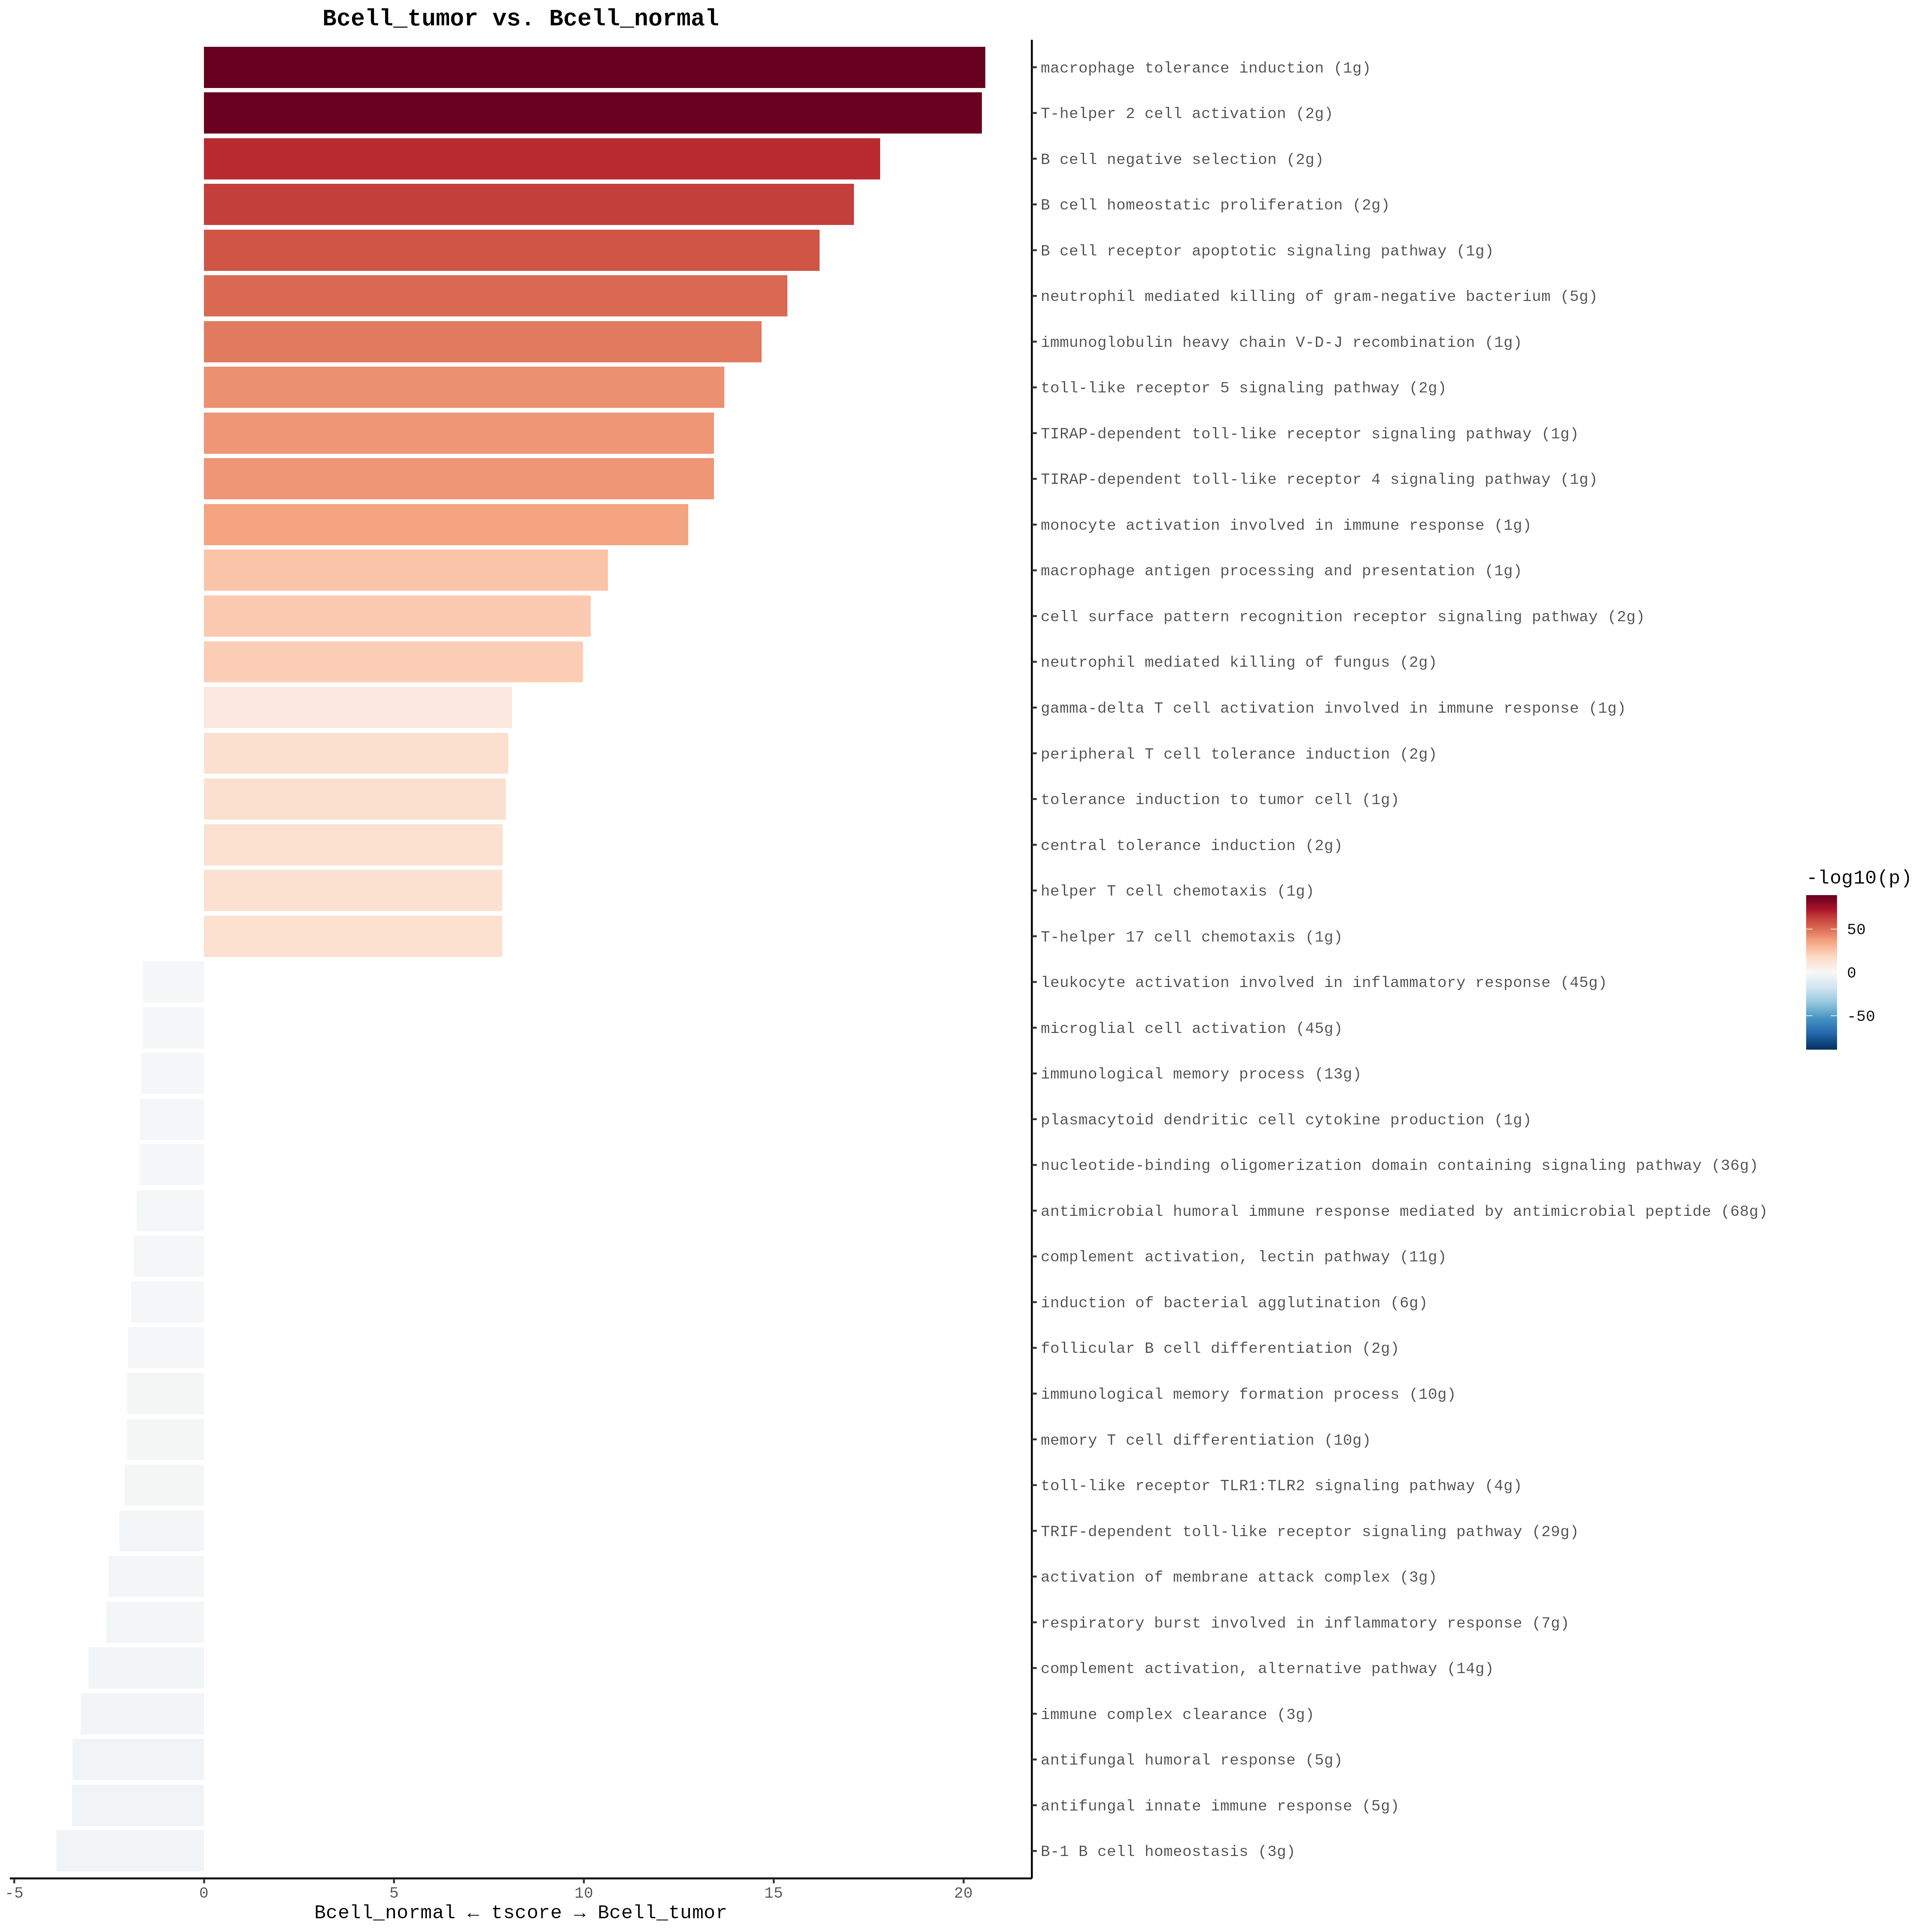 Bcell_tumor vs. Bcell_normal
macrophage tolerance induction (1g)
T-helper 2 cell activation (2g)
B cell negative selection (2g)
B cell homeostatic proliferation (2g)
B cell receptor apoptotic signaling pathway (1g)
neutrophil mediated killing of gram-negative bacterium (5g)
immunoglobulin heavy chain V-D-J recombination (1g)
toll-like receptor 5 signaling pathway (2g)
TIRAP-dependent toll-like receptor signaling pathway (1g)
TIRAP-dependent toll-like receptor 4 signaling pathway (1g)
monocyte activation involved in immune response (1g)
macrophage antigen processing and presentation (1g)
cell surface pattern recognition receptor signaling pathway (2g)
neutrophil mediated killing of fungus (2g)
gamma-delta T cell activation involved in immune response (1g)
peripheral T cell tolerance induction (2g)
tolerance induction to tumor cell (1g)
central tolerance induction (2g)
helper T cell chemotaxis (1g)
T-helper 17 cell chemotaxis (1g)
leukocyte activation involved in inflammatory response (45g)
microglial cell activation (45g)
immunological memory process (13g)
plasmacytoid dendritic cell cytokine production (1g)
nucleotide-binding oligomerization domain containing signaling pathway (36g)
antimicrobial humoral immune response mediated by antimicrobial peptide (68g)
complement activation, lectin pathway (11g)
induction of bacterial agglutination (6g)
follicular B cell differentiation (2g)
immunological memory formation process (10g)
memory T cell differentiation (10g)
toll-like receptor TLR1:TLR2 signaling pathway (4g)
TRIF-dependent toll-like receptor signaling pathway (29g)
activation of membrane attack complex (3g)
respiratory burst involved in inflammatory response (7g)
complement activation, alternative pathway (14g)
immune complex clearance (3g)
antifungal humoral response (5g)
antifungal innate immune response (5g)
B-1 B cell homeostasis (3g)
-5 0 5 10 15 20
Bcell_normal ← tscore → Bcell_tumor
-log10(p)
50
0
-50